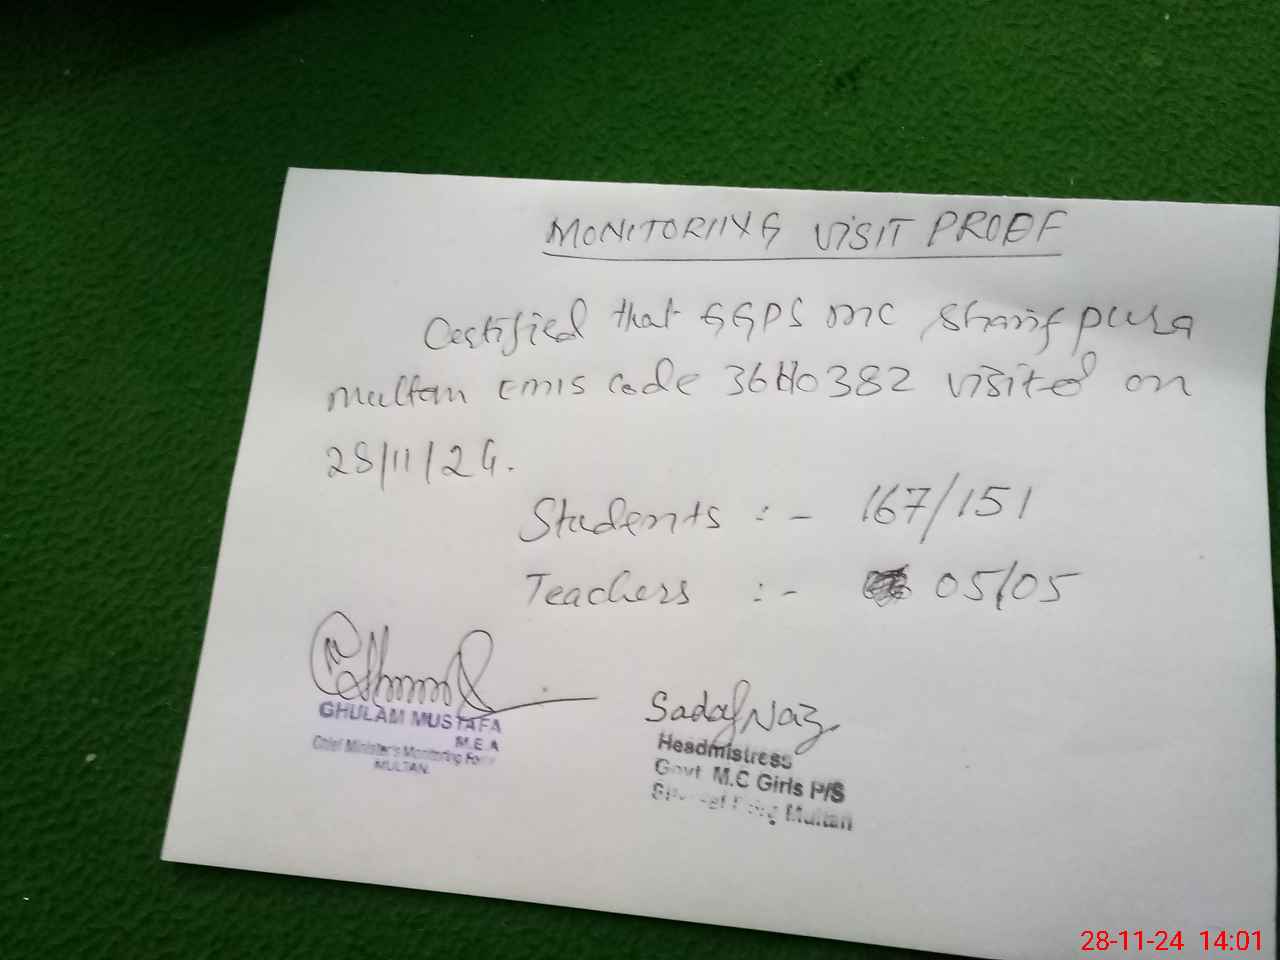 MONITORING VISIT PROOF
Certified that GGPS MC Sharif pura
Multan emis Code 36110382 visited on
28/11/24.
Students :- 167/151
Teachers :- 05/05
GHULAM MUSTAFA
M.E.A
Chief Minister's Monitoring Force
MULTAN.
Sadaf Naz
Headmistress
Govt M.C Girls P/S
Multan
28-11-24 14:01